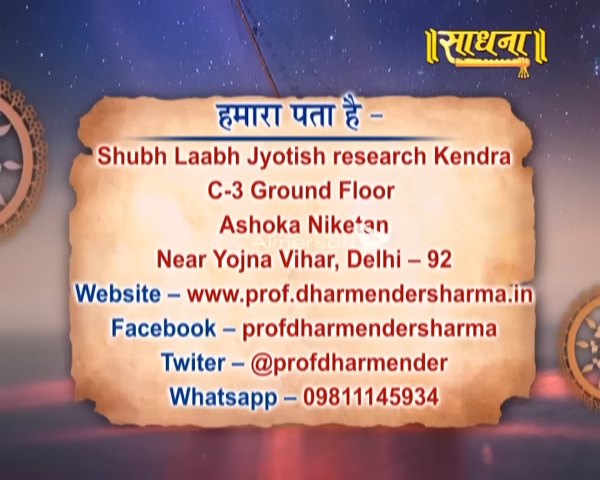 ॥साधना॥
हमारा पता है –
Shubh Laabh Jyotish research Kendra
C-3 Ground Floor
Ashoka Niketan
Near Yojna Vihar, Delhi – 92
Website – www.prof.dharmendersharma.in
Facebook – profdharmendersharma
Twiter – @profdharmender
Whatsapp – 09811145934